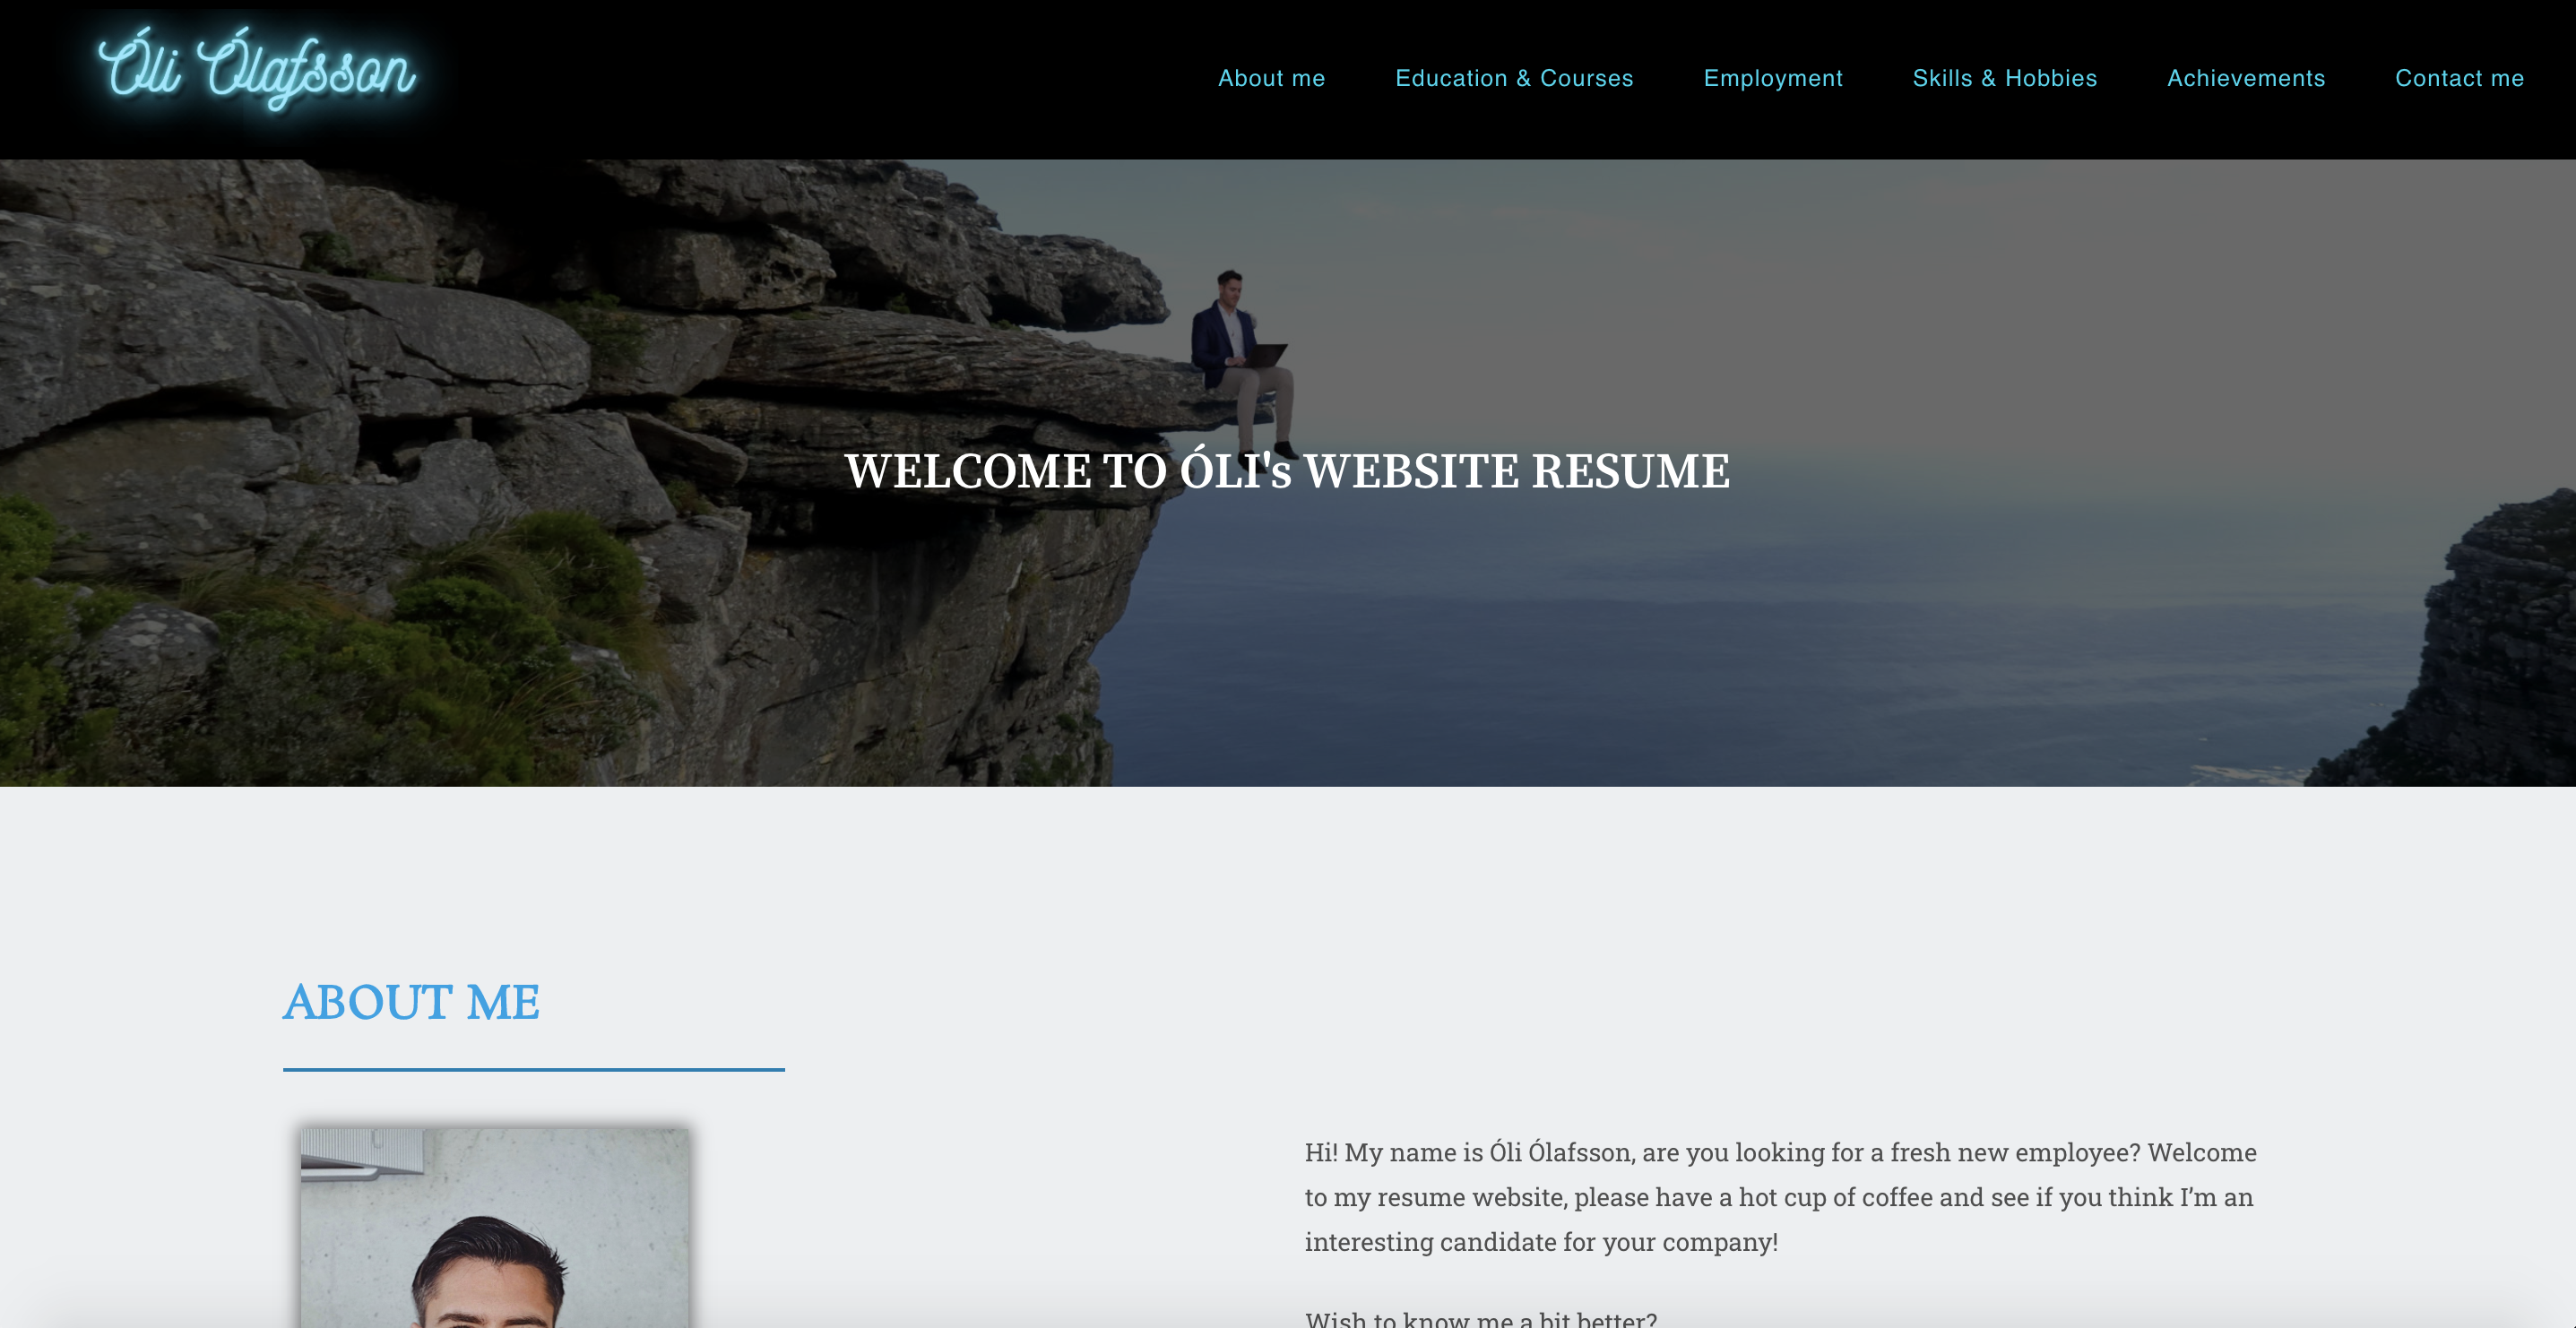 Óli Ólafsson
About me
Education & Courses
Employment
Skills & Hobbies
Achievements
Contact me
WELCOME TO ÓLI's WEBSITE RESUME
ABOUT ME
Hi! My name is Óli Ólafsson, are you looking for a fresh new employee? Welcome
to my resume website, please have a hot cup of coffee and see if you think I’m an
interesting candidate for your company!
Wish to know me a bit better?